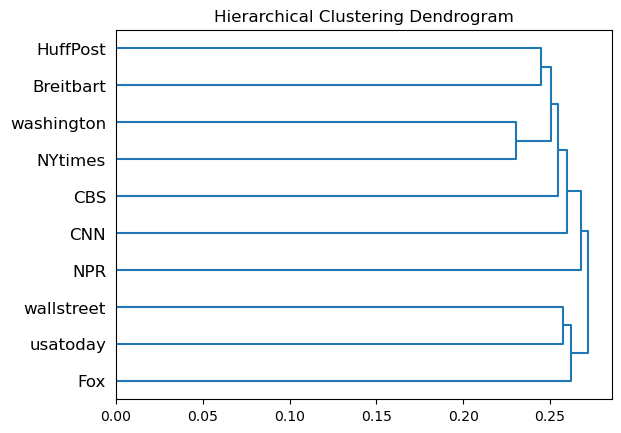 Hierarchical Clustering Dendrogram
HuffPost
Breitbart
washington
NYtimes
CBS
CNN
NPR
wallstreet
usatoday
Fox
0.00 0.05 0.10 0.15 0.20 0.25